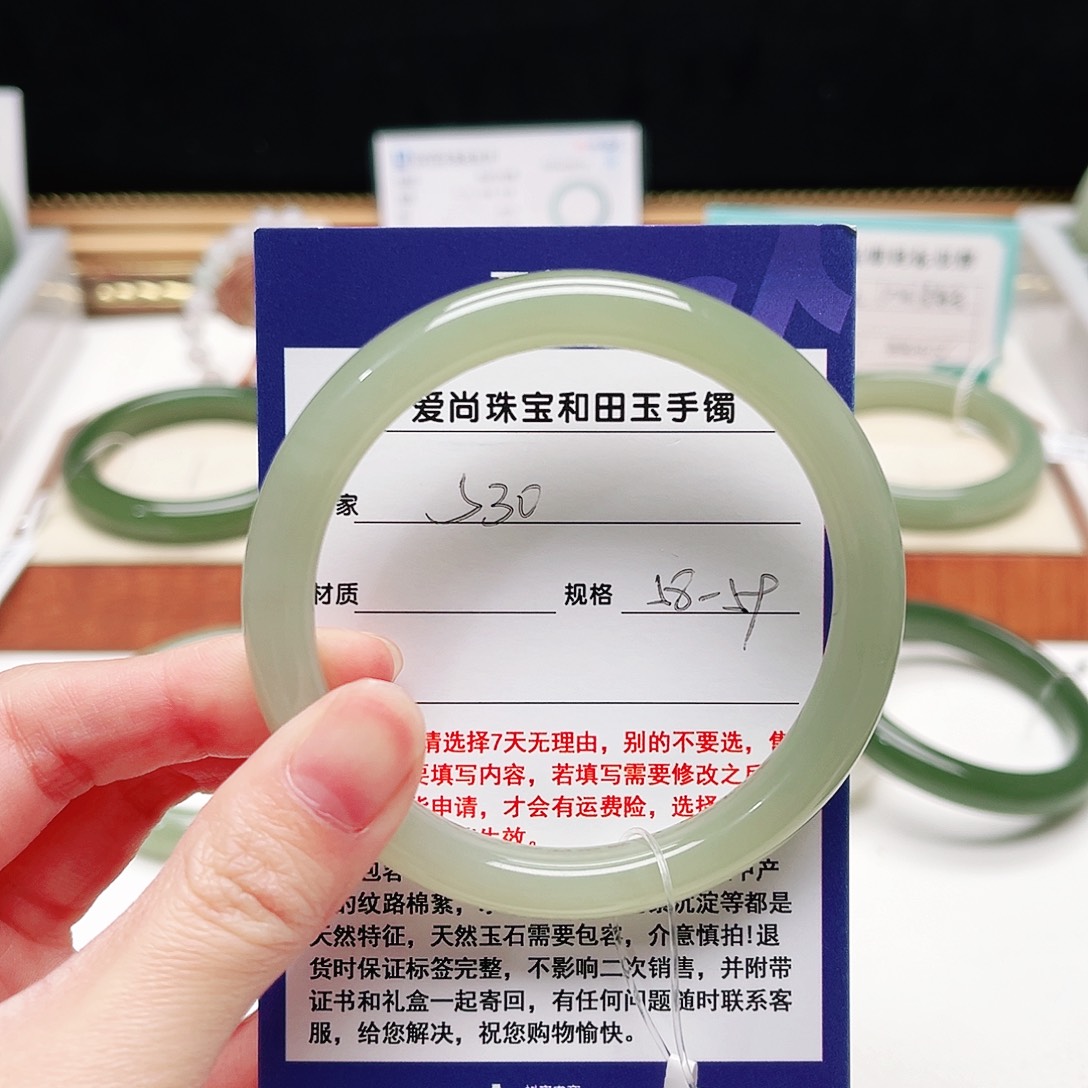 爱尚珠宝和田玉手镯
家 530
材质 规格 58-59
请选择7天无理由，别的不要选，售
要填写内容，若填写需要修改之后
申请，才会有运费险，选择
生效。
的纹路棉絮， 沉淀等都是
天然特征，天然玉石需要包容，介意慎拍!退
货时保证标签完整，不影响二次销售，并附带
证书和礼盒一起寄回，有任何问题随时联系客
服，给您解决，祝您购物愉快。